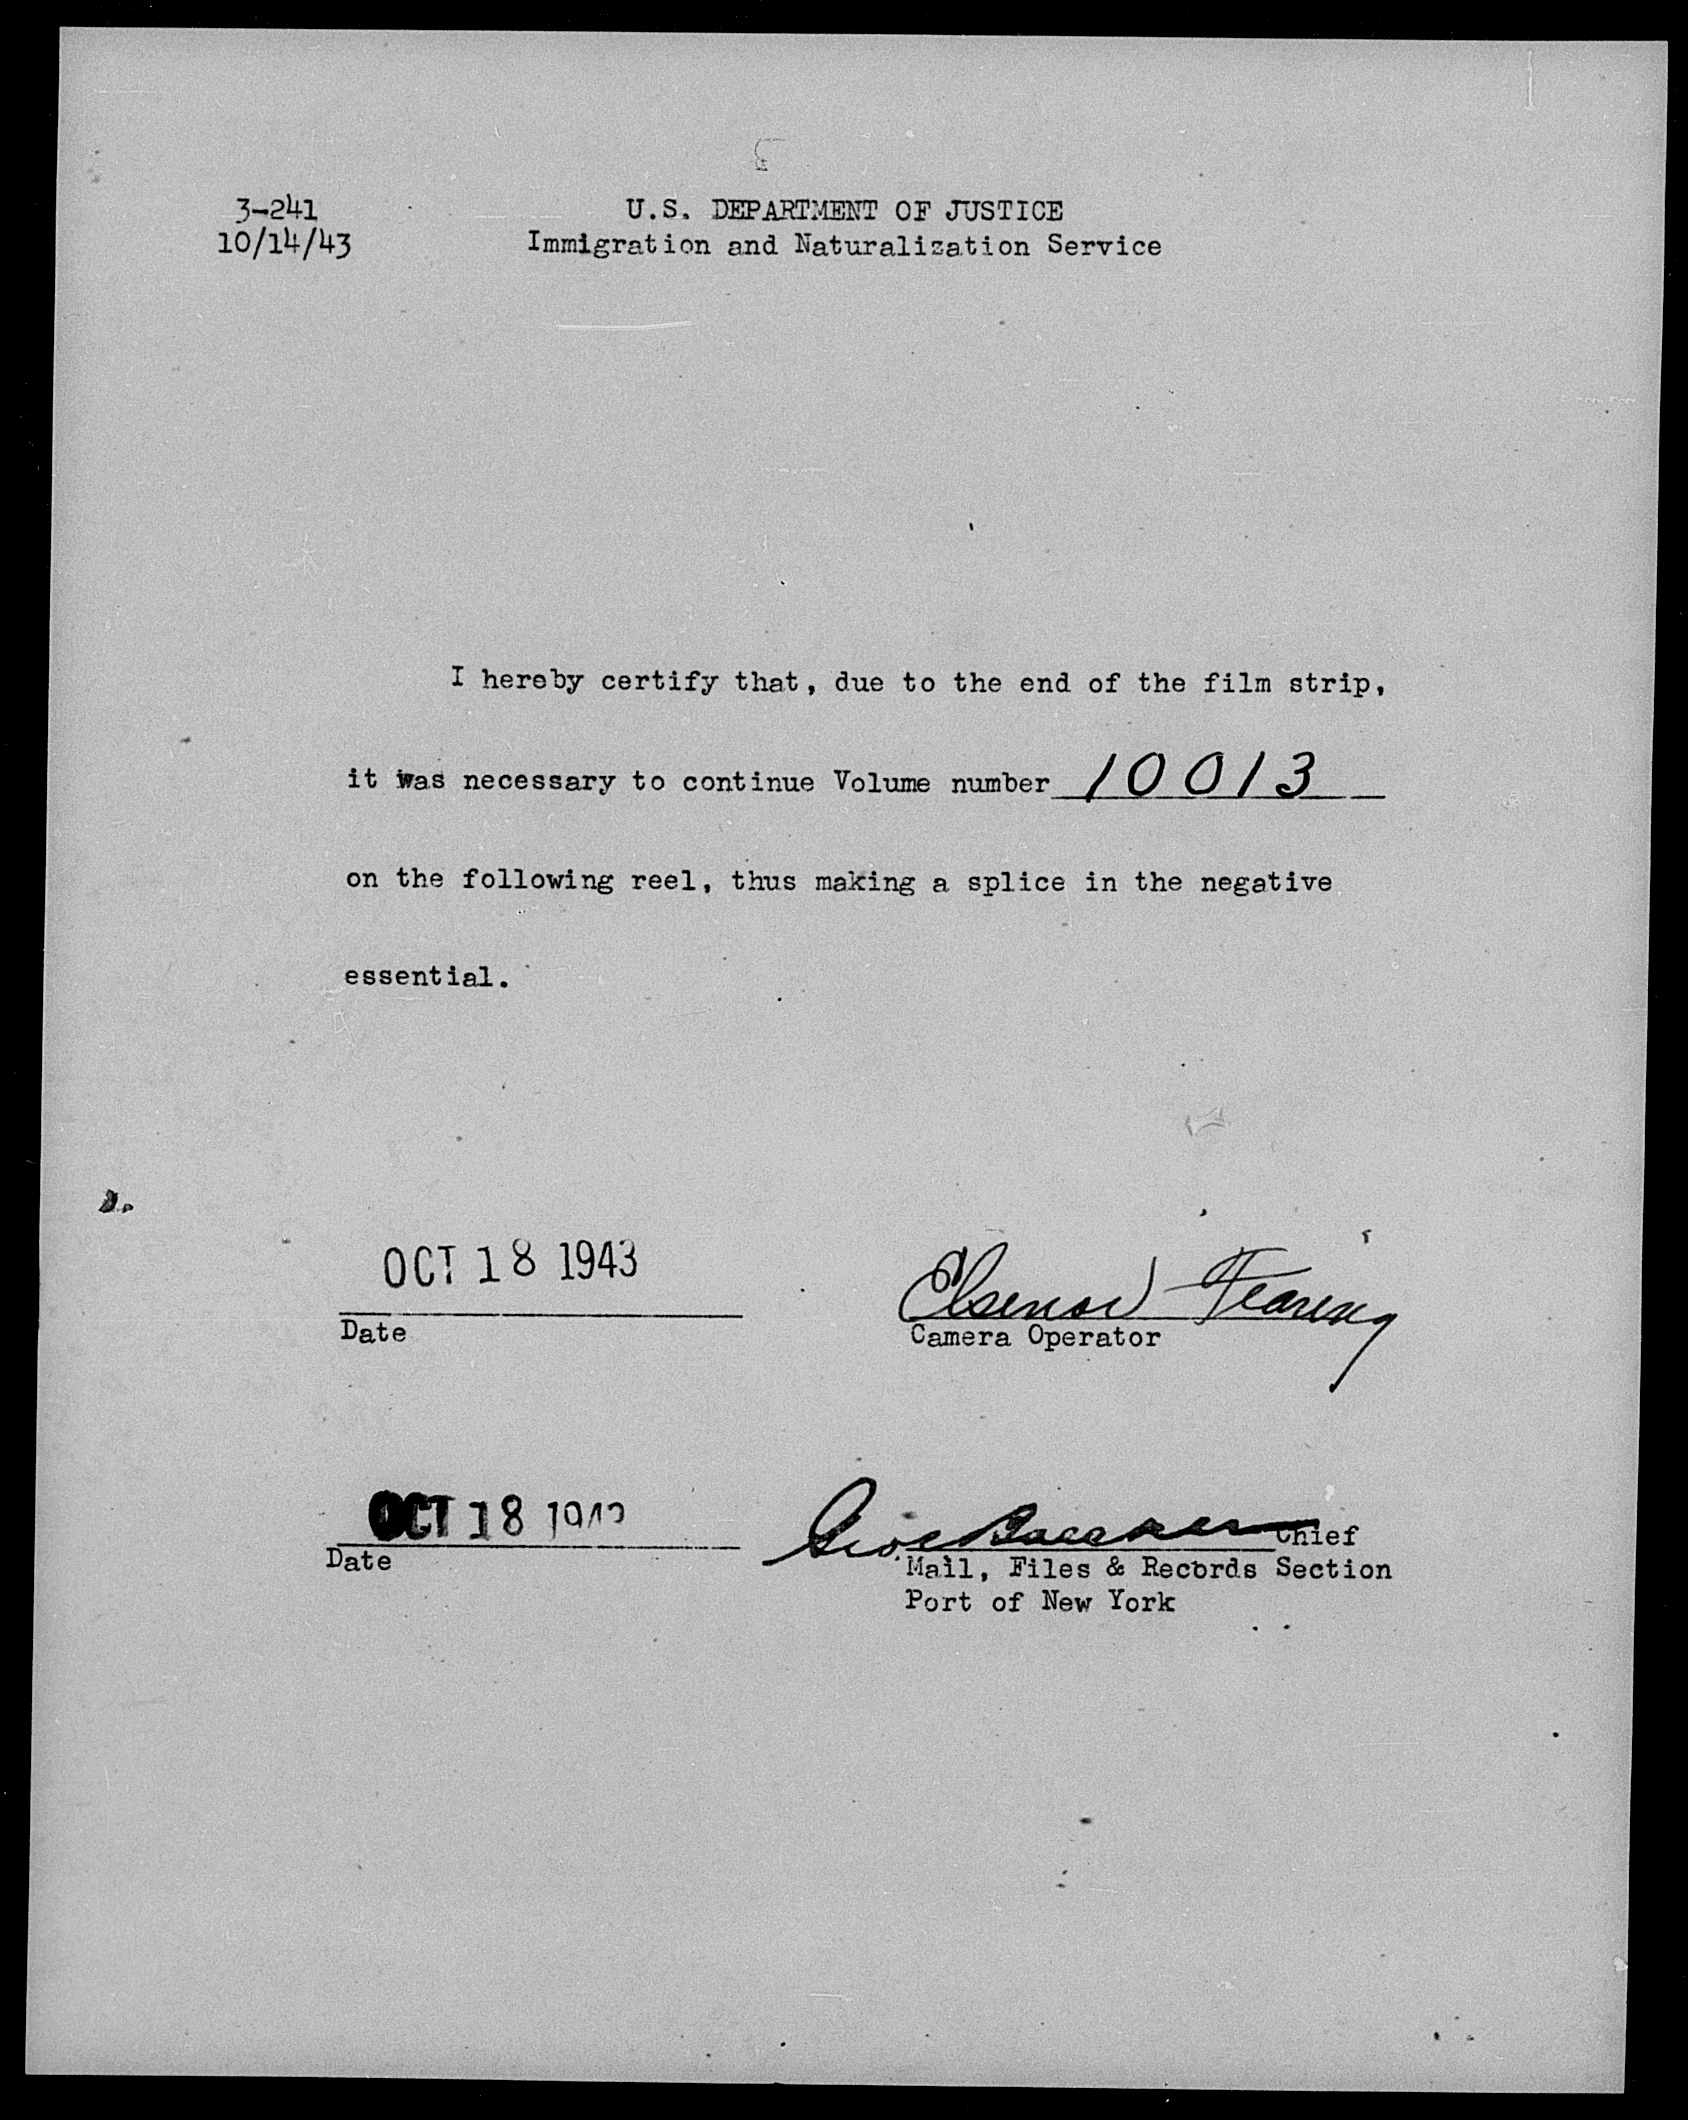 3-241
10/14/43
U.S. DEPARTMENT OF JUSTICE
Immigration and Naturalization Service
I hereby certify that, due to the end of the film strip,
it was necessary to continue Volume number 10013
on the following reel, thus making a splice in the negative
essential.
OCT 18 1943
Date
Camera Operator
OCT 18
Date
Chief
Mail, Files & Records Section
Port of New York